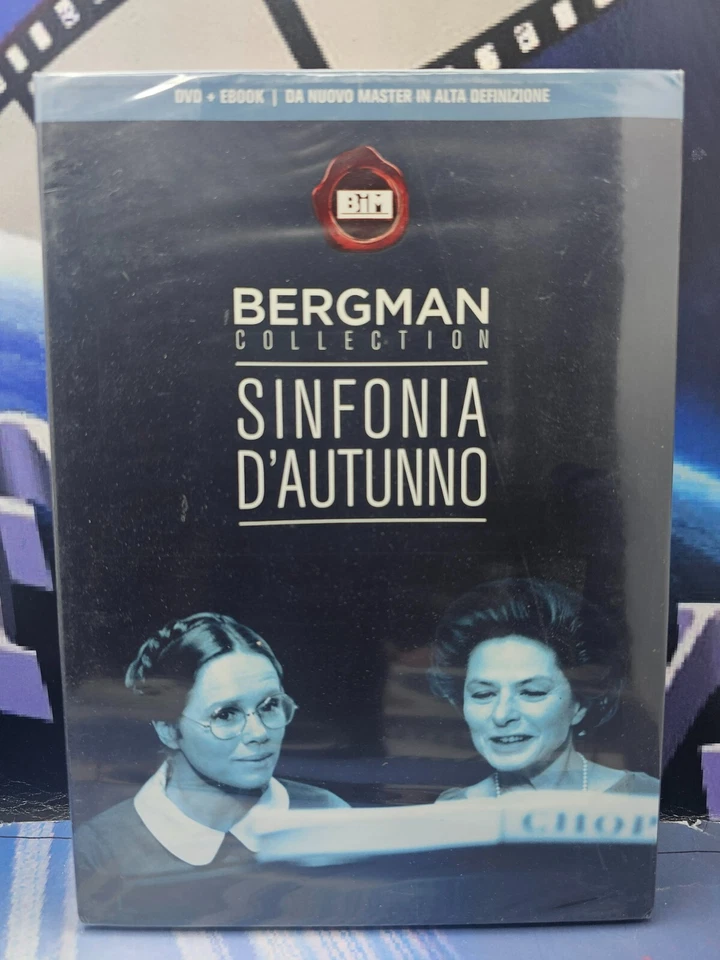 DVD + EBOOK | DA NUOVO MASTER IN ALTA DEFINIZIONE
BiM
BERGMAN
COLLECTION
SINFONIA
D'AUTUNNO
CHOP